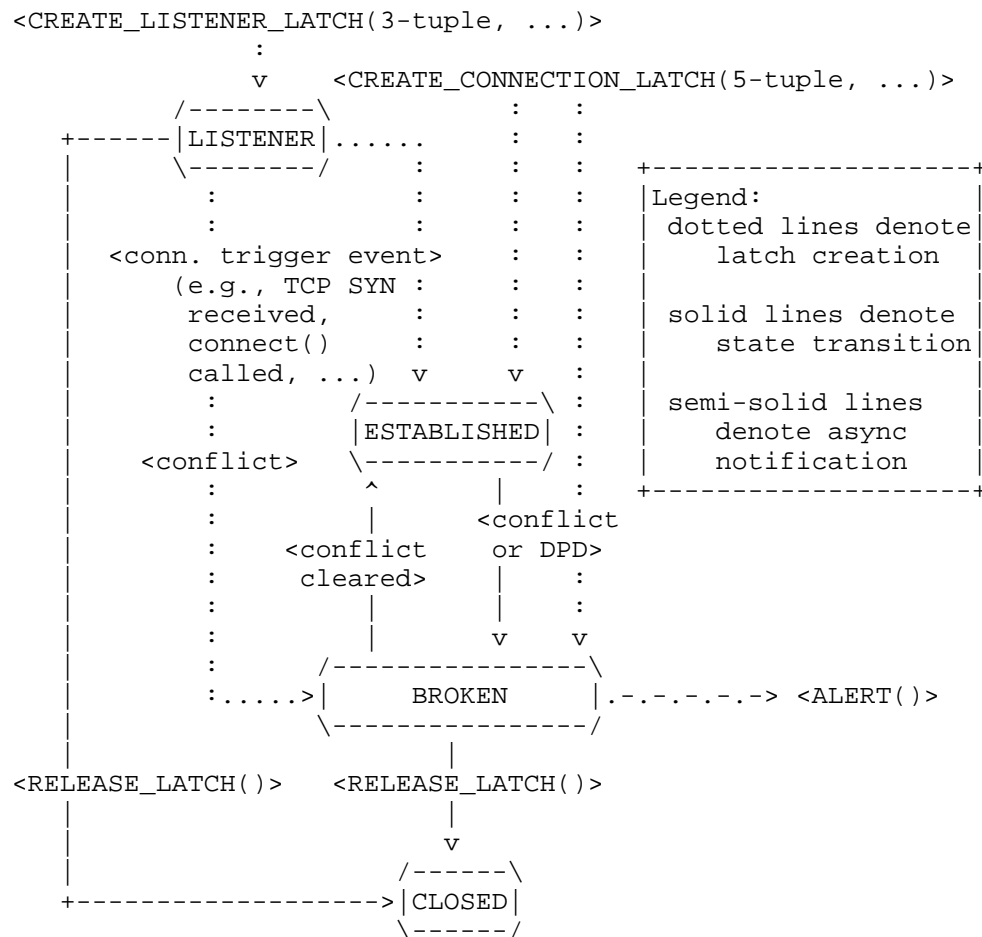 <CREATE_LISTENER_LATCH(3-tuple, ...)>
<CREATE_CONNECTION_LATCH(5-tuple, ...)>
LISTENER
Legend:
dotted lines denote
<conn. trigger event> latch creation
(e.g., TCP SYN
received, solid lines denote
connect() state transition
called, ...)
semi-solid lines
ESTABLISHED denote async
<conflict> notification
<conflict
<conflict or DPD>
cleared>
BROKEN <ALERT()>
<RELEASE_LATCH()> <RELEASE_LATCH()>
CLOSED